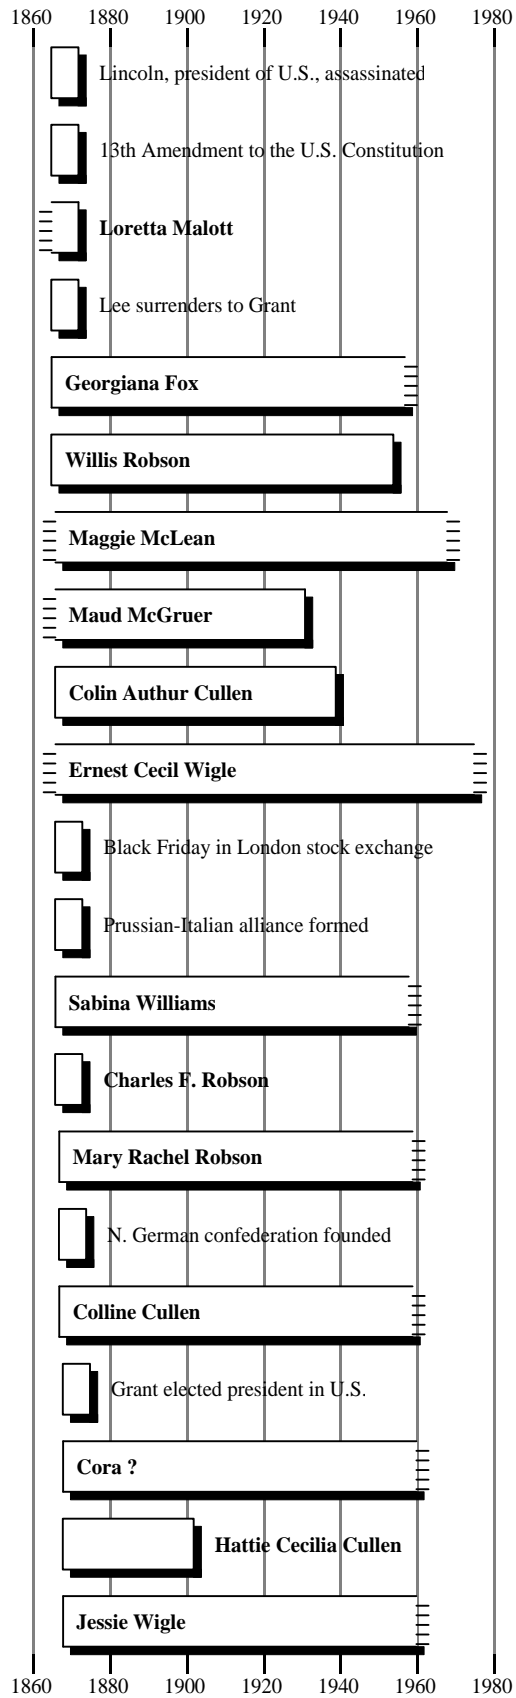 1860 1880 1900 1920 1940 1960 1980
Lincoln, president of U.S., assassinated
13th Amendment to the U.S. Constitution
Loretta Malott
Lee surrenders to Grant
Georgiana Fox
Willis Robson
Maggie McLean
Maud McGruer
Colin Authur Cullen
Ernest Cecil Wigle
Black Friday in London stock exchange
Prussian-Italian alliance formed
Sabina Williams
Charles F. Robson
Mary Rachel Robson
N. German confederation founded
Colline Cullen
Grant elected president in U.S.
Cora ?
Hattie Cecilia Cullen
Jessie Wigle
1860 1880 1900 1920 1940 1960 1980